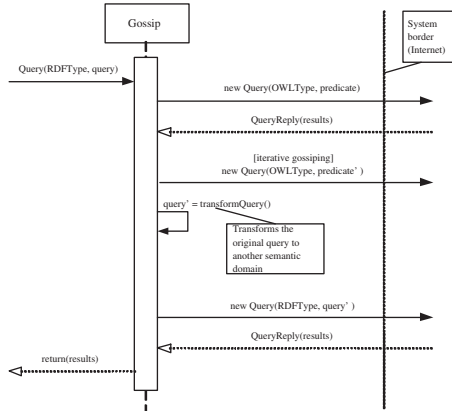 Gossip
System
border
(Internet)
Query(RDFType, query)
new Query(OWLType, predicate)
QueryReply(results)
[iterative gossiping]
new Query(OWLType, predicate' )
query' = transformQuery()
Transforms the
original query to
another semantic
domain
new Query(RDFType, query' )
QueryReply(results)
return(results)